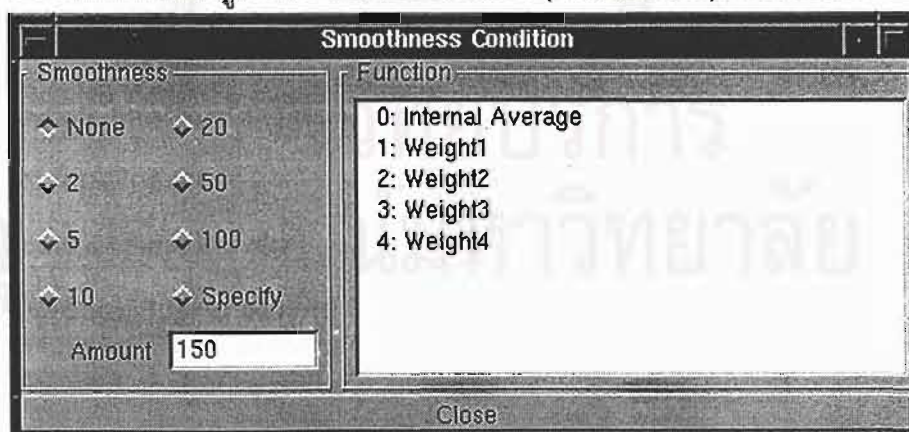 Smoothness Condition
Smoothness
None 20
2 50
5 100
10 Specify
Amount 150
Function
0: Internal Average
1: Weight1
2: Weight2
3: Weight3
4: Weight4
Close